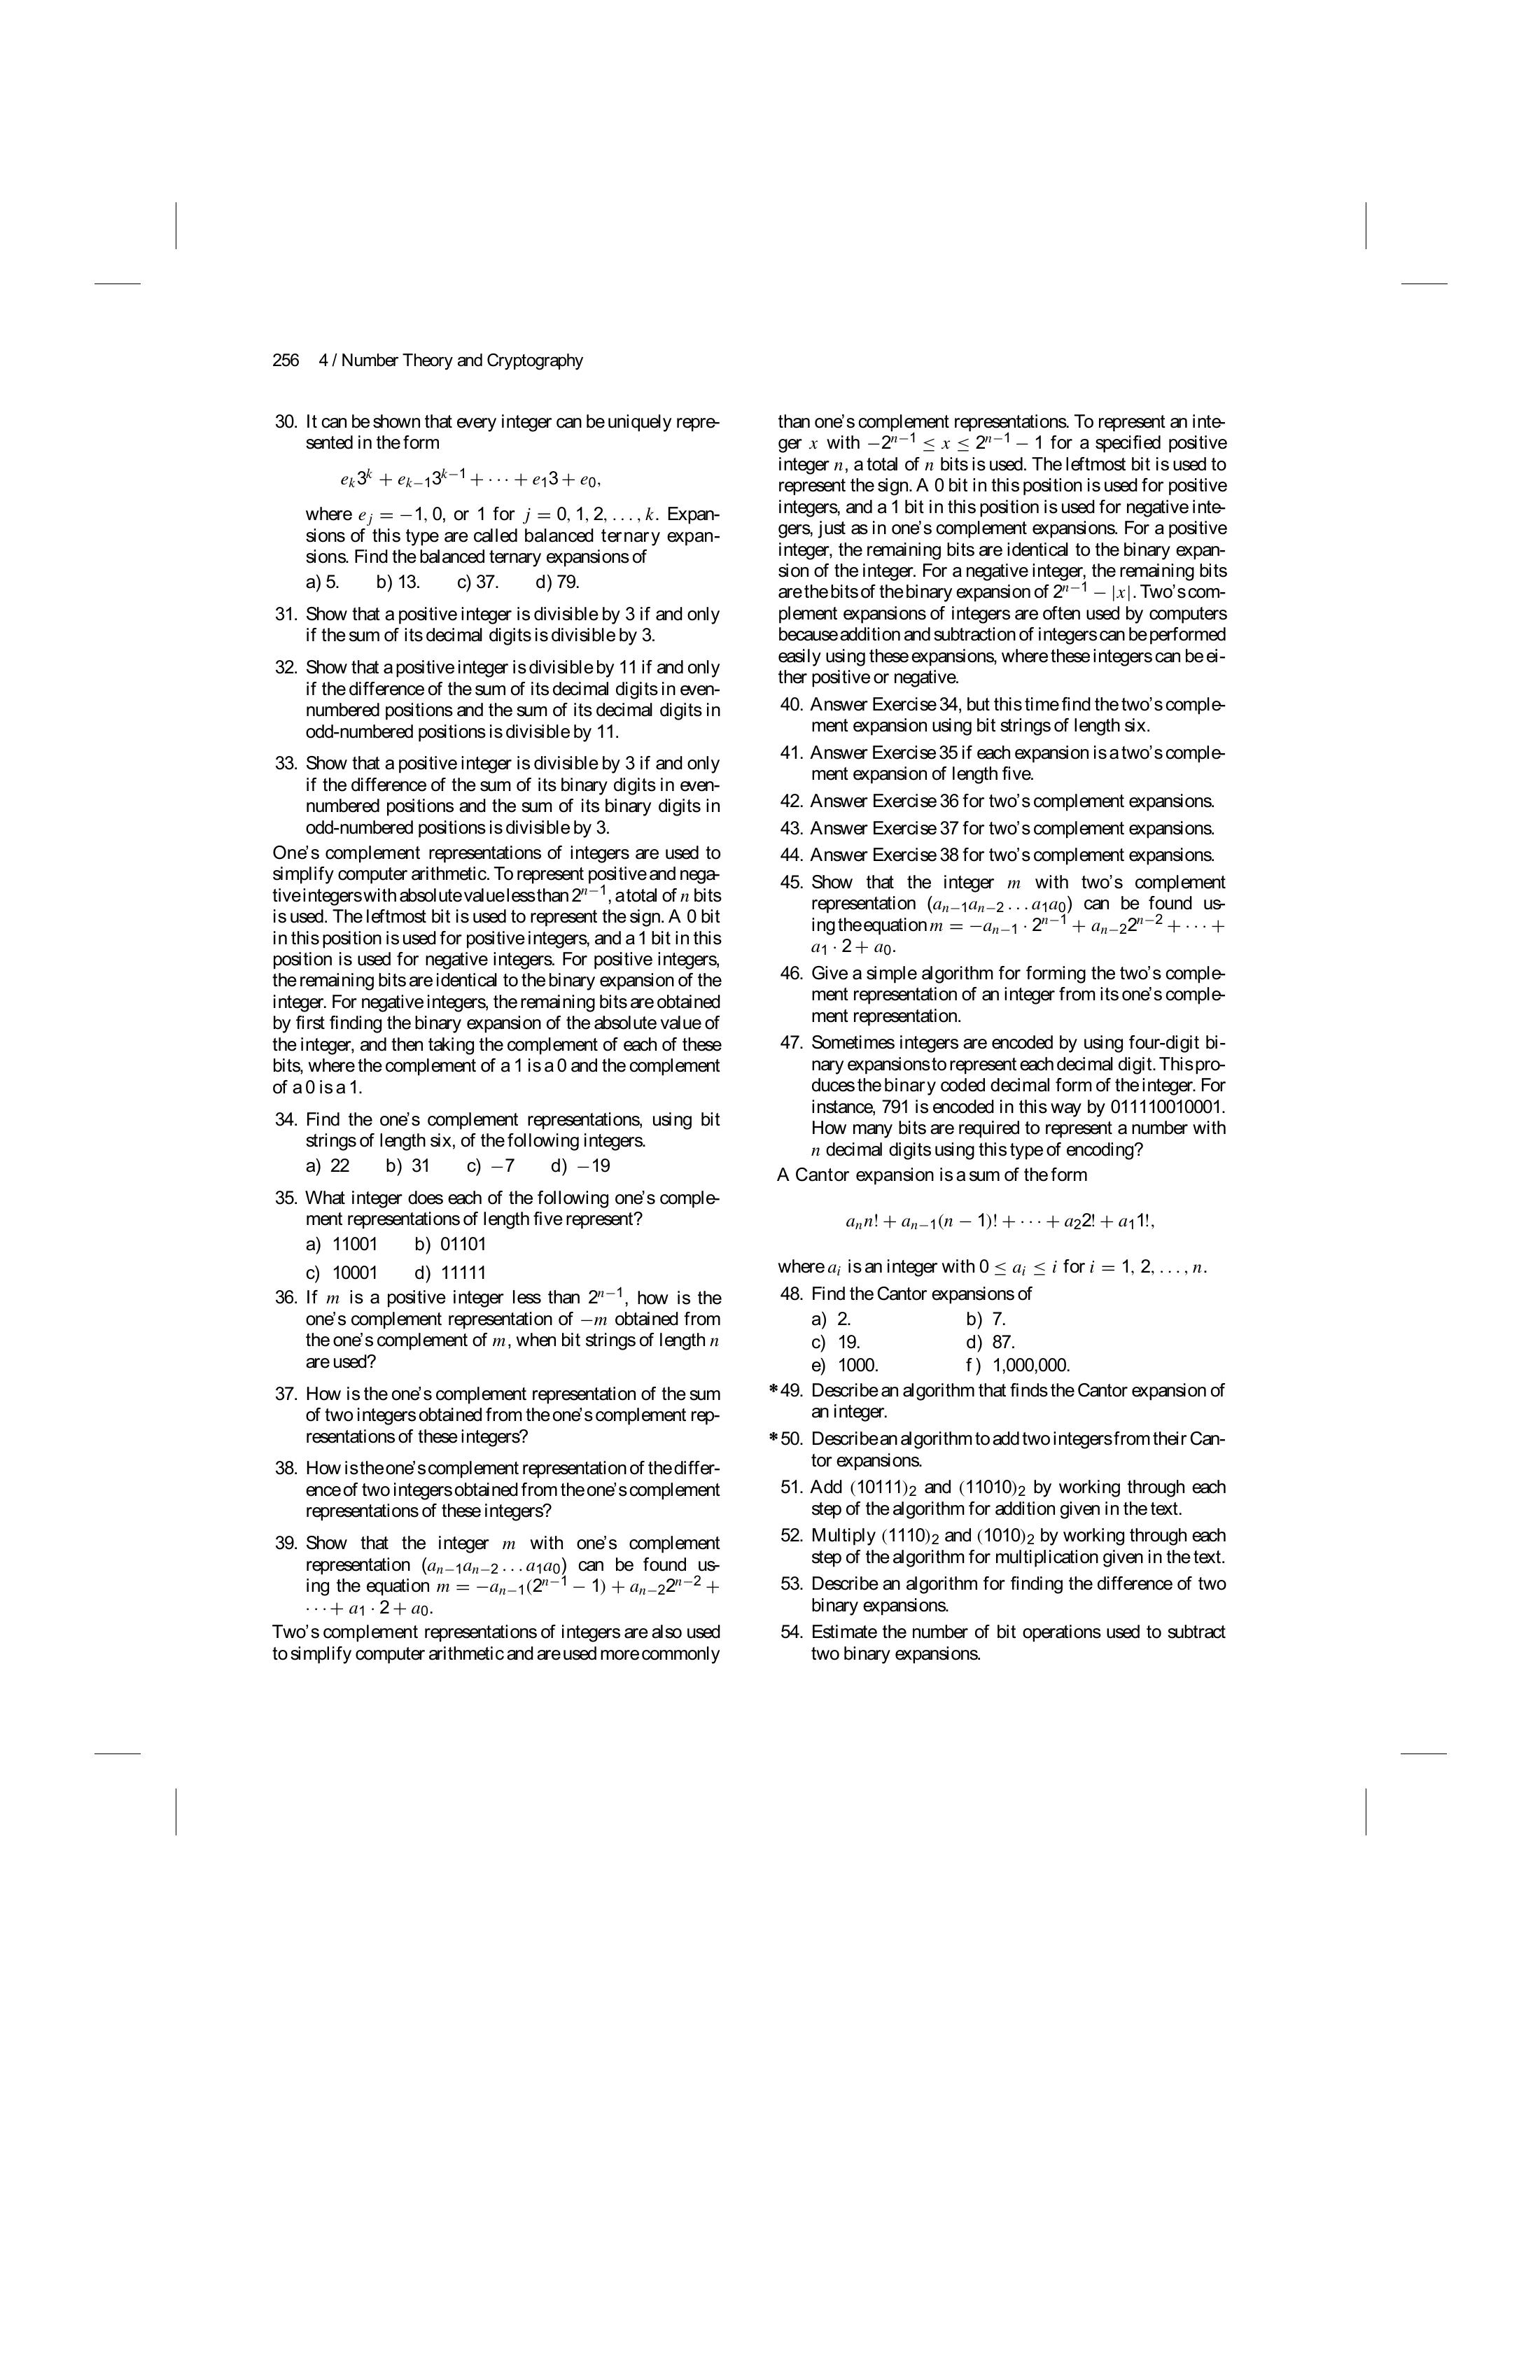 256 4 / Number Theory and Cryptography
30. It can be shown that every integer can be uniquely repre-
sented in the form
e_k3^k + e_{k−1}3^{k−1} + · · · + e_13 + e_0,
where e_j = −1, 0, or 1 for j = 0, 1, 2, . . . , k. Expan-
sions of this type are called balanced ternary expan-
sions. Find the balanced ternary expansions of
a) 5. b) 13. c) 37. d) 79.
31. Show that a positive integer is divisible by 3 if and only
if the sum of its decimal digits is divisible by 3.
32. Show that a positive integer is divisible by 11 if and only
if the difference of the sum of its decimal digits in even-
numbered positions and the sum of its decimal digits in
odd-numbered positions is divisible by 11.
33. Show that a positive integer is divisible by 3 if and only
if the difference of the sum of its binary digits in even-
numbered positions and the sum of its binary digits in
odd-numbered positions is divisible by 3.
One's complement representations of integers are used to
simplify computer arithmetic. To represent positive and nega-
tive integers with absolute value less than 2^{n−1}, a total of n bits
is used. The leftmost bit is used to represent the sign. A 0 bit
in this position is used for positive integers, and a 1 bit in this
position is used for negative integers. For positive integers,
the remaining bits are identical to the binary expansion of the
integer. For negative integers, the remaining bits are obtained
by first finding the binary expansion of the absolute value of
the integer, and then taking the complement of each of these
bits, where the complement of a 1 is a 0 and the complement
of a 0 is a 1.
34. Find the one's complement representations, using bit
strings of length six, of the following integers.
a) 22 b) 31 c) −7 d) −19
35. What integer does each of the following one's comple-
ment representations of length five represent?
a) 11001 b) 01101
c) 10001 d) 11111
36. If m is a positive integer less than 2^{n−1}, how is the
one's complement representation of −m obtained from
the one's complement of m, when bit strings of length n
are used?
37. How is the one's complement representation of the sum
of two integers obtained from the one's complement rep-
resentations of these integers?
38. How is the one's complement representation of the differ-
ence of two integers obtained from the one's complement
representations of these integers?
39. Show that the integer m with one's complement
representation (a_{n−1}a_{n−2} . . . a_1a_0) can be found us-
ing the equation m = −a_{n−1}(2^{n−1} − 1) + a_{n−2}2^{n−2} +
· · · + a_1 · 2 + a_0.
Two's complement representations of integers are also used
to simplify computer arithmetic and are used more commonly
than one's complement representations. To represent an inte-
ger x with −2^{n−1} ≤ x ≤ 2^{n−1} − 1 for a specified positive
integer n, a total of n bits is used. The leftmost bit is used to
represent the sign. A 0 bit in this position is used for positive
integers, and a 1 bit in this position is used for negative inte-
gers, just as in one's complement expansions. For a positive
integer, the remaining bits are identical to the binary expan-
sion of the integer. For a negative integer, the remaining bits
are the bits of the binary expansion of 2^{n−1} − |x|. Two's com-
plement expansions of integers are often used by computers
because addition and subtraction of integers can be performed
easily using these expansions, where these integers can be ei-
ther positive or negative.
40. Answer Exercise 34, but this time find the two's comple-
ment expansion using bit strings of length six.
41. Answer Exercise 35 if each expansion is a two's comple-
ment expansion of length five.
42. Answer Exercise 36 for two's complement expansions.
43. Answer Exercise 37 for two's complement expansions.
44. Answer Exercise 38 for two's complement expansions.
45. Show that the integer m with two's complement
representation (a_{n−1}a_{n−2} . . . a_1a_0) can be found us-
ing the equation m = −a_{n−1} · 2^{n−1} + a_{n−2}2^{n−2} + · · · +
a_1 · 2 + a_0.
46. Give a simple algorithm for forming the two's comple-
ment representation of an integer from its one's comple-
ment representation.
47. Sometimes integers are encoded by using four-digit bi-
nary expansions to represent each decimal digit. This pro-
duces the binary coded decimal form of the integer. For
instance, 791 is encoded in this way by 011110010001.
How many bits are required to represent a number with
n decimal digits using this type of encoding?
A Cantor expansion is a sum of the form
a_nn! + a_{n−1}(n − 1)! + · · · + a_22! + a_11!,
where a_i is an integer with 0 ≤ a_i ≤ i for i = 1, 2, . . . , n.
48. Find the Cantor expansions of
a) 2. b) 7.
c) 19. d) 87.
e) 1000. f) 1,000,000.
*49. Describe an algorithm that finds the Cantor expansion of
an integer.
*50. Describe an algorithm to add two integers from their Can-
tor expansions.
51. Add (10111)_2 and (11010)_2 by working through each
step of the algorithm for addition given in the text.
52. Multiply (1110)_2 and (1010)_2 by working through each
step of the algorithm for multiplication given in the text.
53. Describe an algorithm for finding the difference of two
binary expansions.
54. Estimate the number of bit operations used to subtract
two binary expansions.